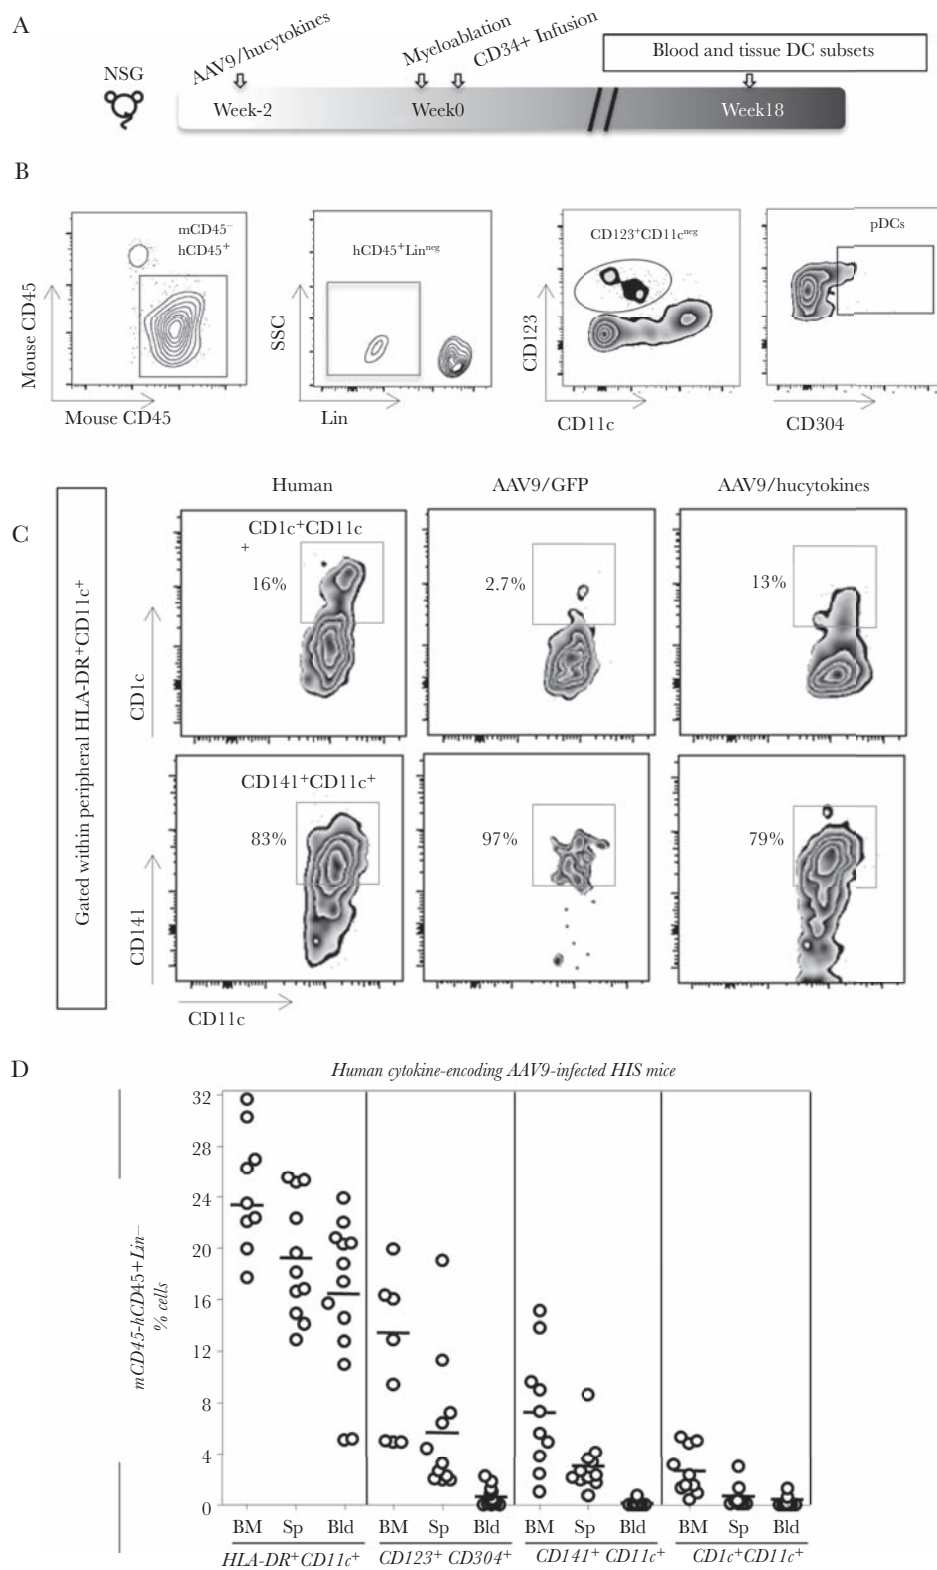 A
AAV9/hucytokines
Myeloablation
CD34+ Infusion
Blood and tissue DC subsets
NSG
Week-2
Week0
Week18
B
mCD45⁻
hCD45⁺
Mouse CD45
Mouse CD45
hCD45⁺Linⁿᵉᵍ
SSC
Lin
CD123⁺CD11cⁿᵉᵍ
CD123
CD11c
pDCs
CD304
C
Gated within peripheral HLA-DR⁺CD11c⁺
Human
AAV9/GFP
AAV9/hucytokines
CD1c⁺CD11c
+
16%
2.7%
13%
CD1c
CD141⁺CD11c⁺
83%
97%
79%
CD141
CD11c
D
Human cytokine-encoding AAV9-infected HIS mice
mCD45-hCD45+Lin–
% cells
32
28
24
20
16
12
8
4
0
BM Sp Bld BM Sp Bld BM Sp Bld BM Sp Bld
HLA-DR⁺CD11c⁺ CD123⁺ CD304⁺ CD141⁺ CD11c⁺ CD1c⁺CD11c⁺